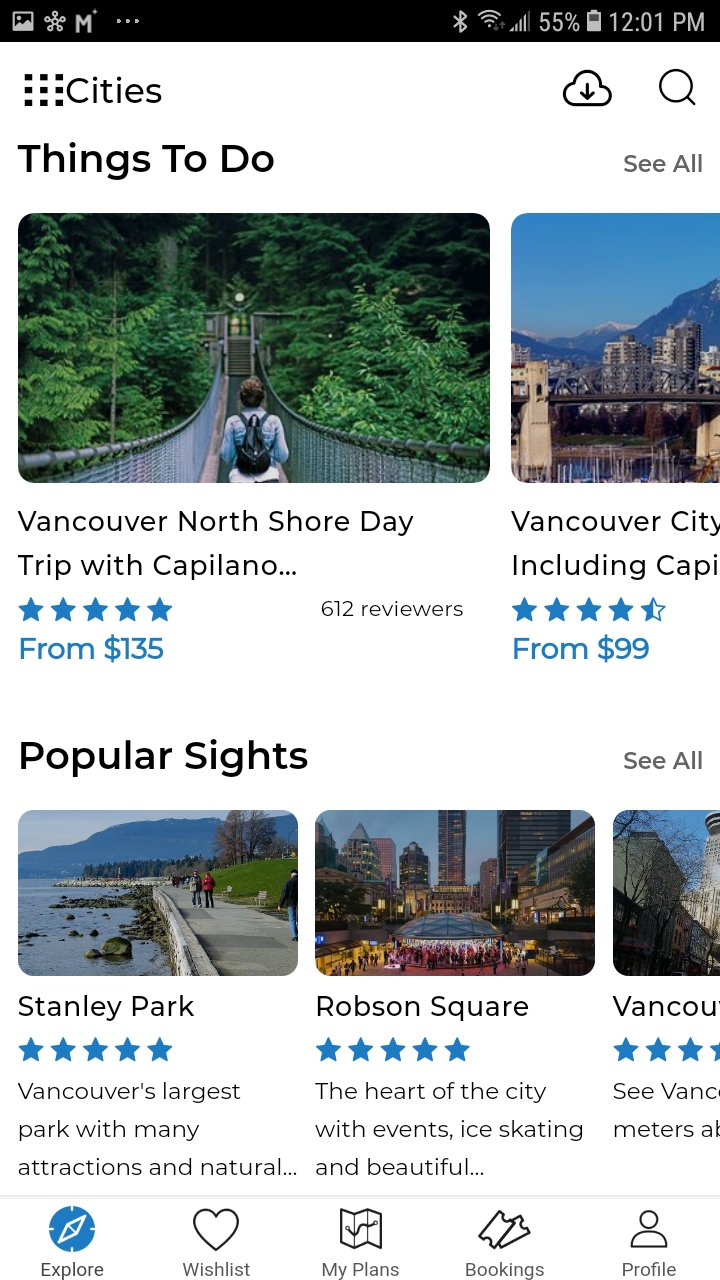 55% 12:01 PM
Cities
Things To Do
See All
Vancouver North Shore Day
Trip with Capilano...
612 reviewers
From $135
Vancouver City
Including Capi
From $99
Popular Sights
See All
Stanley Park
Vancouver's largest
park with many
attractions and natural...
Robson Square
The heart of the city
with events, ice skating
and beautiful...
Vancouv
See Vanc
meters ab
Explore
Wishlist
My Plans
Bookings
Profile